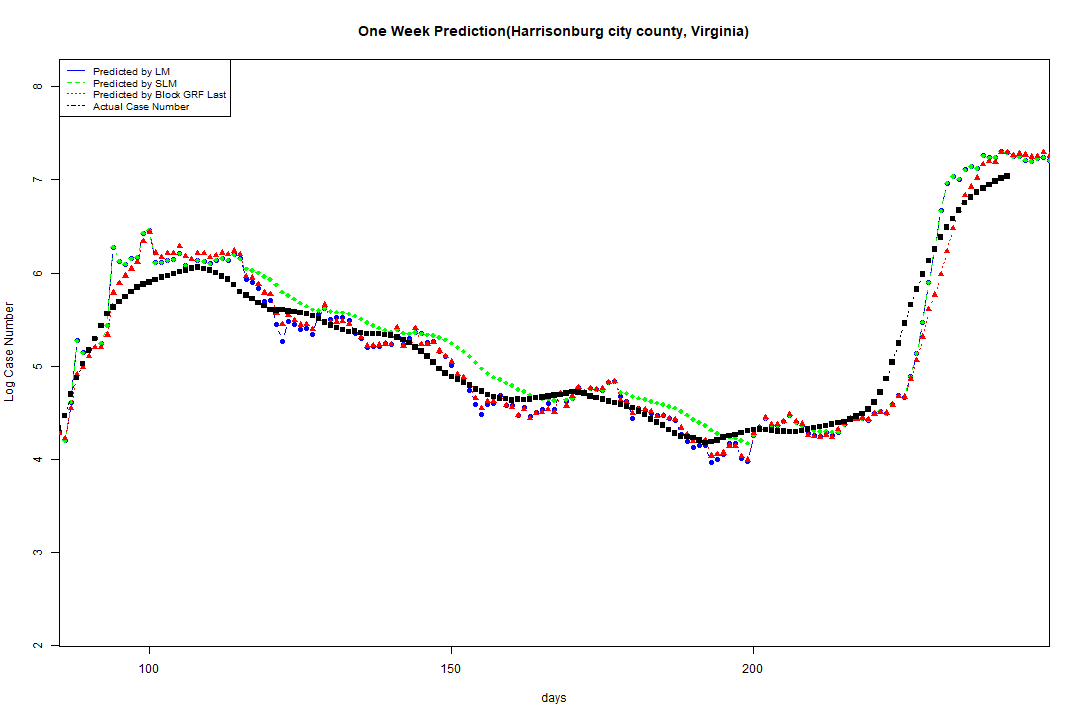 One Week Prediction(Harrisonburg city county, Virginia)
Predicted by LM
Predicted by SLM
Predicted by Block GRF Last
Actual Case Number
Log Case Number
8
7
6
5
4
3
2
100
150
200
days